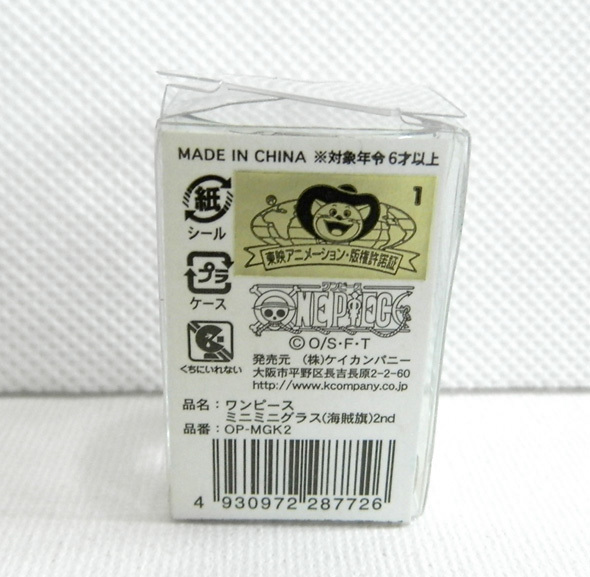 MADE IN CHINA ※対象年令6才以上
紙
シール
1
東映アニメーション・版権許諾証
プラ
ケース
ワンピース
ONE PIECE
©O/S・F・T
くちにいれない
発売元 (株)ケイカンパニー
大阪市平野区長吉長原2-2-60
http://www.kcompany.co.jp
品名:ワンピース
ミニミニグラス(海賊旗)2nd
品番:OP-MGK2
4 930972 287726